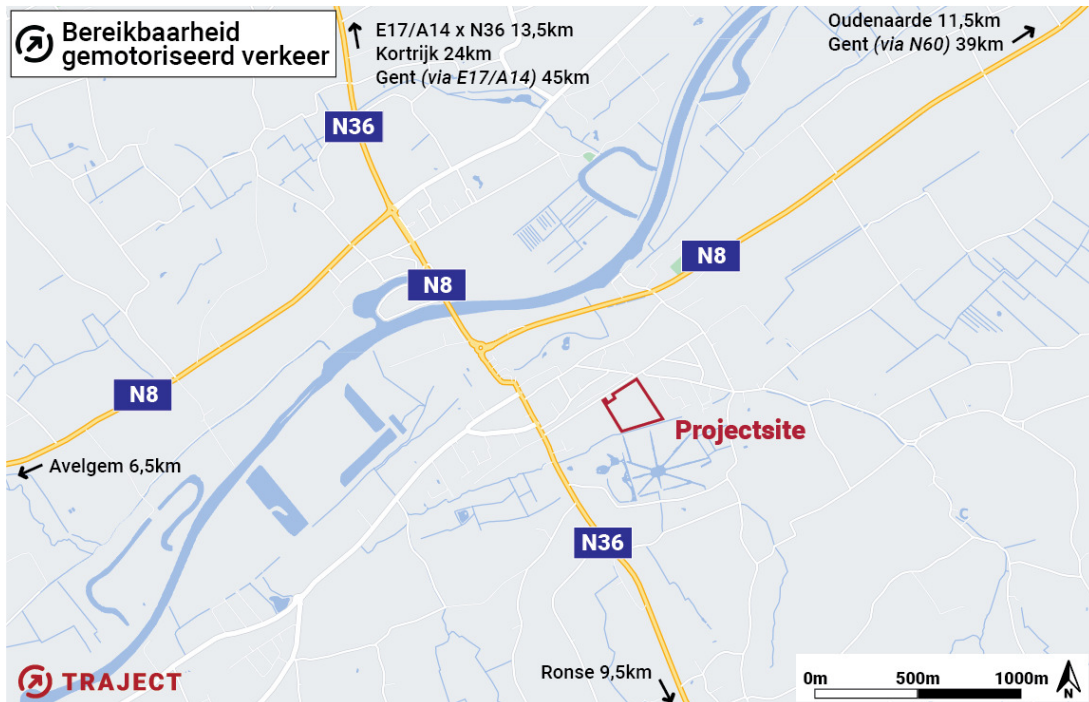 Bereikbaarheid
gemotoriseerd verkeer
E17/A14 x N36 13,5km
Kortrijk 24km
Gent (via E17/A14) 45km
Oudenaarde 11,5km
Gent (via N60) 39km
N36
N8
N8
N8
Projectsite
Avelgem 6,5km
N36
Ronse 9,5km
TRAJECT
0m
500m
1000m
N